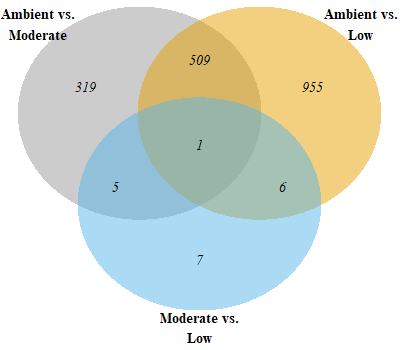 Ambient vs.
Moderate
Ambient vs.
Low
509
319
955
1
5
6
7
Moderate vs.
Low